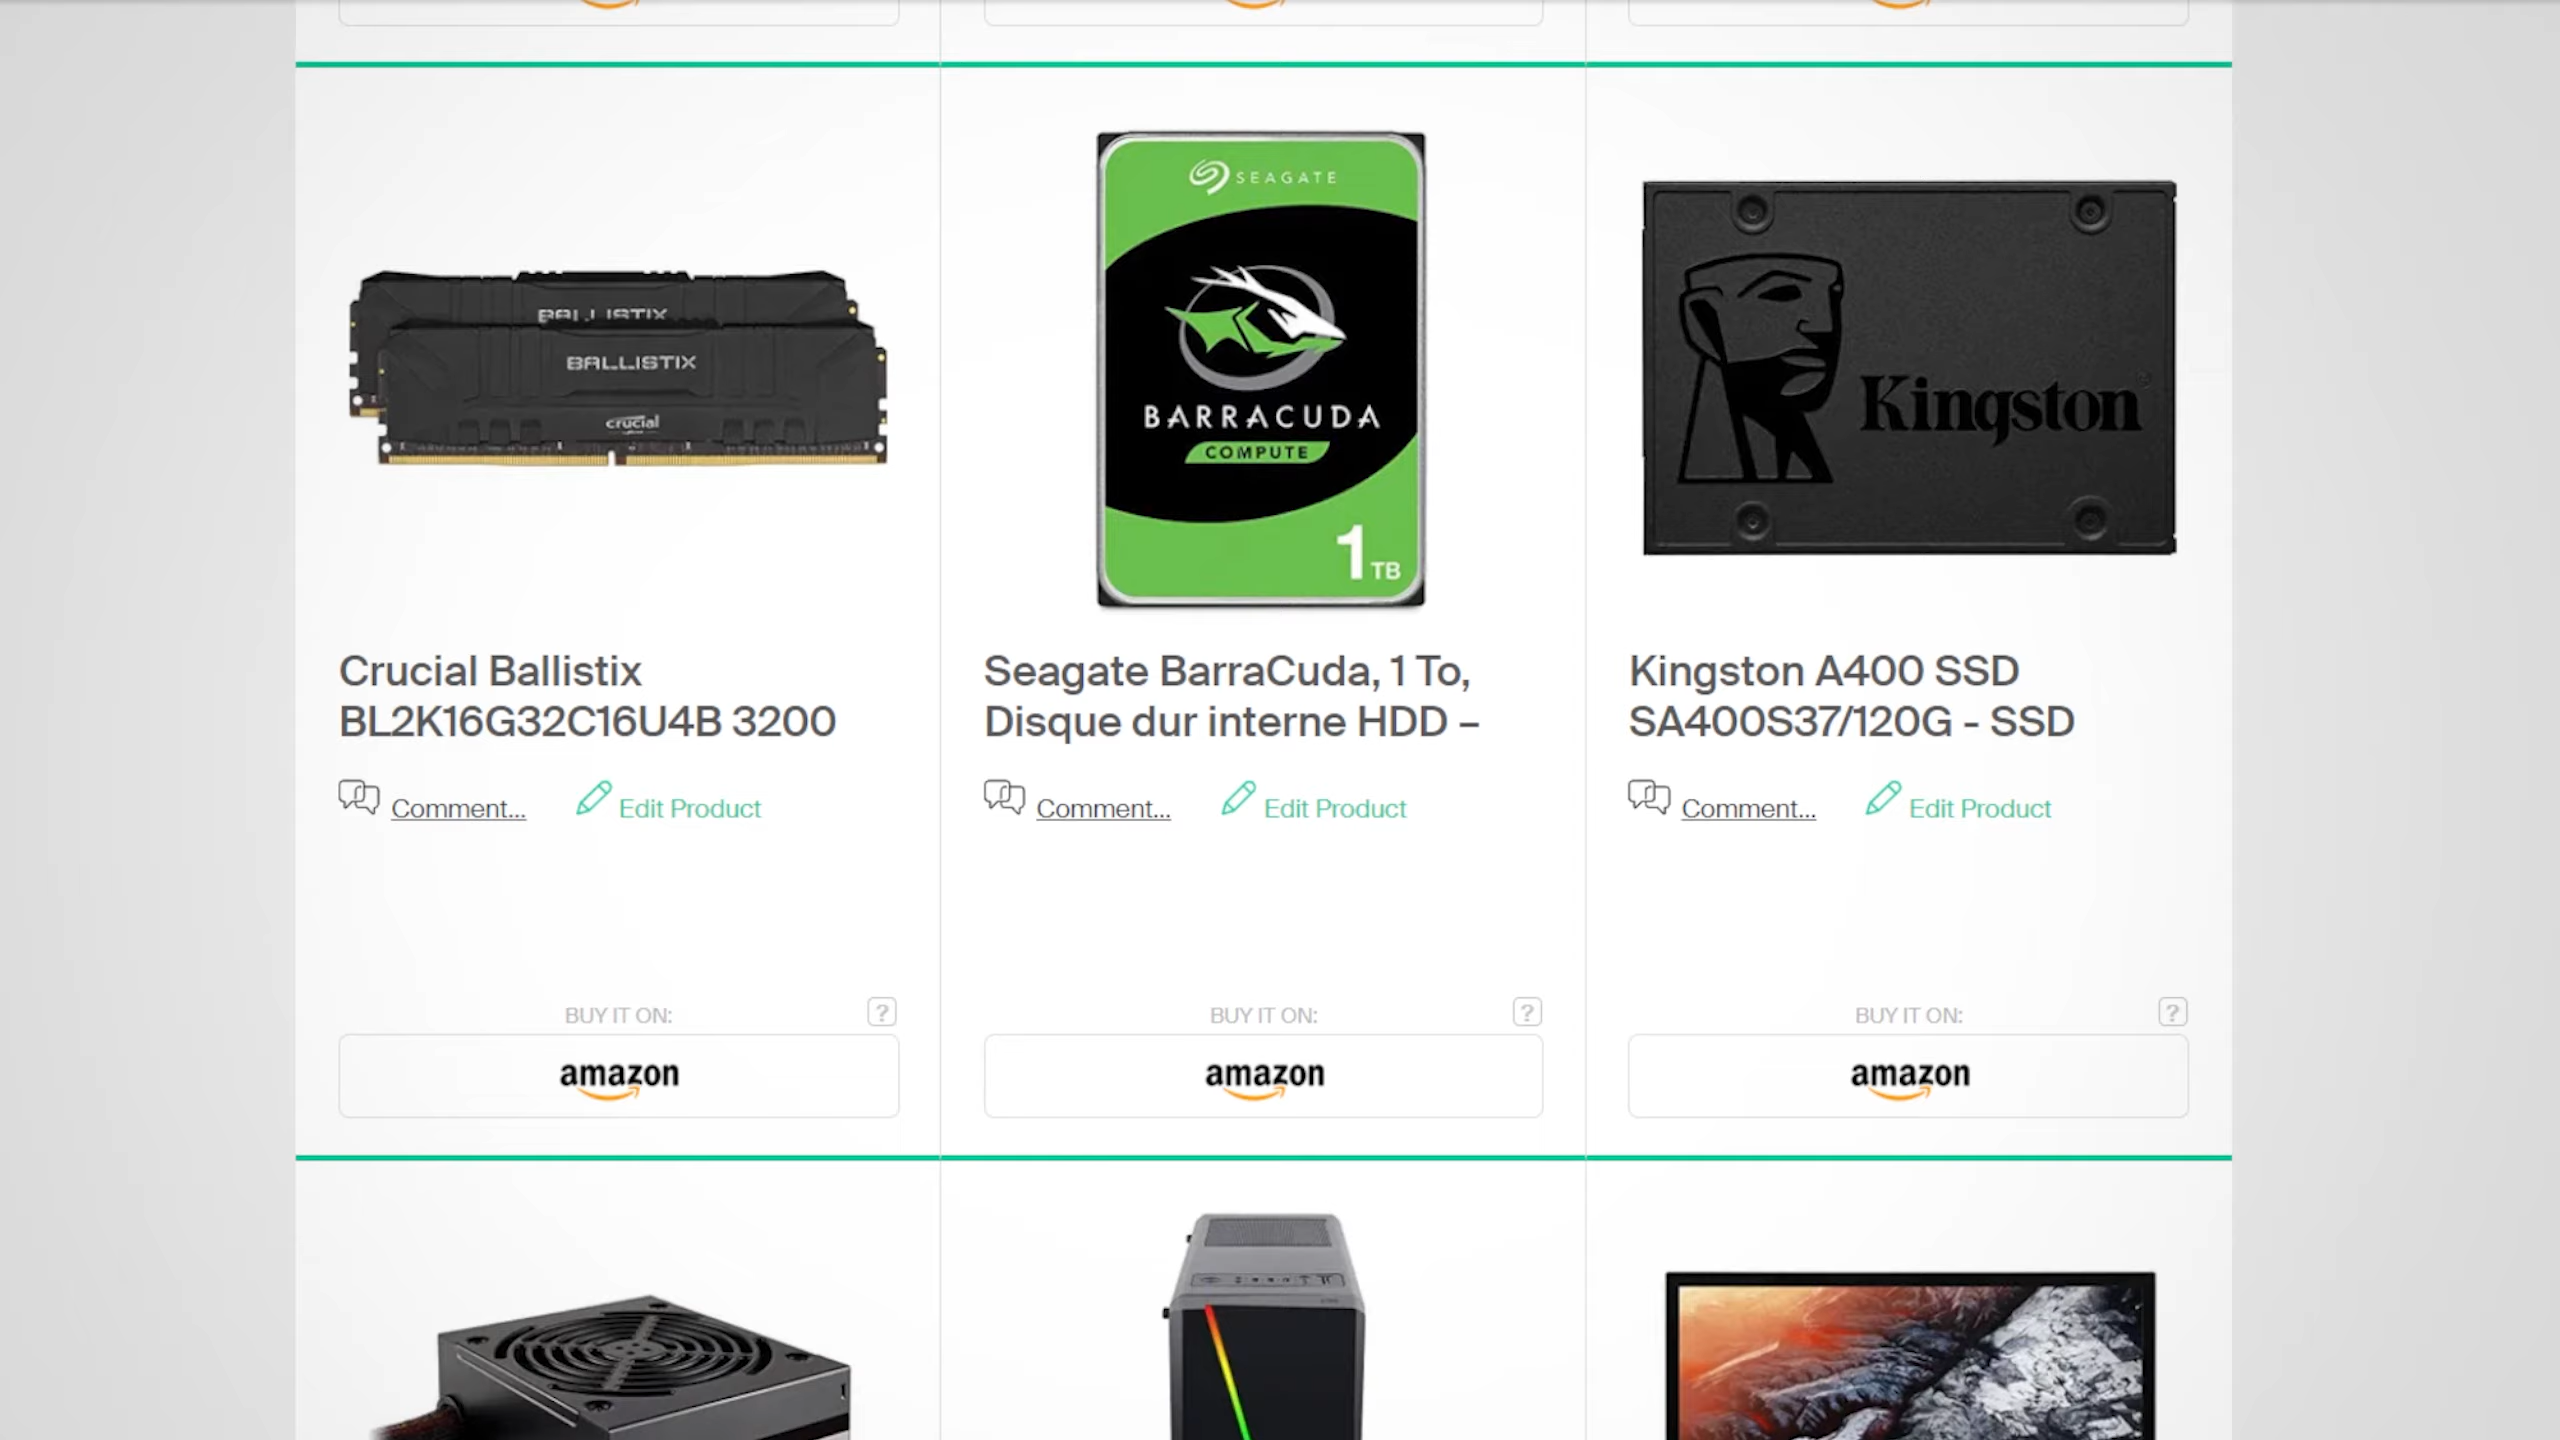 SEAGATE
BALLISTIX
BALLISTIX
crucial
BARRACUDA
COMPUTE
1 TB
Kingston
Crucial Ballistix
BL2K16G32C16U4B 3200
Comment...
Edit Product
BUY IT ON:
?
amazon
Seagate BarraCuda, 1 To,
Disque dur interne HDD –
Comment...
Edit Product
BUY IT ON:
?
amazon
Kingston A400 SSD
SA400S37/120G - SSD
Comment...
Edit Product
BUY IT ON:
?
amazon